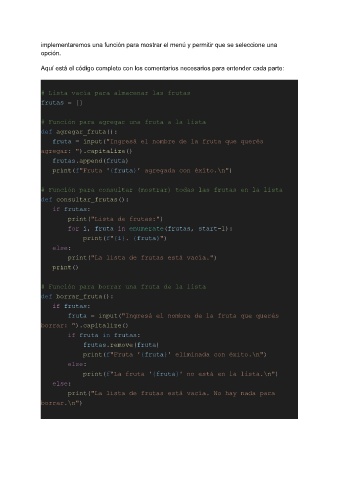 implementaremos una función para mostrar el menú y permitir que se seleccione una
opción.
Aquí está el código completo con los comentarios necesarios para entender cada parte:
# Lista vacía para almacenar las frutas
frutas = []
# Función para agregar una fruta a la lista
def agregar_fruta():
fruta = input("Ingresá el nombre de la fruta que querés
agregar: ").capitalize()
frutas.append(fruta)
print(f"Fruta '{fruta}' agregada con éxito.\n")
# Función para consultar (mostrar) todas las frutas en la lista
def consultar_frutas():
if frutas:
print("Lista de frutas:")
for i, fruta in enumerate(frutas, start=1):
print(f"{i}. {fruta}")
else:
print("La lista de frutas está vacía.")
print()
# Función para borrar una fruta de la lista
def borrar_fruta():
if frutas:
fruta = input("Ingresá el nombre de la fruta que querés
borrar: ").capitalize()
if fruta in frutas:
frutas.remove(fruta)
print(f"Fruta '{fruta}' eliminada con éxito.\n")
else:
print(f"La fruta '{fruta}' no está en la lista.\n")
else:
print("La lista de frutas está vacía. No hay nada para
borrar.\n")